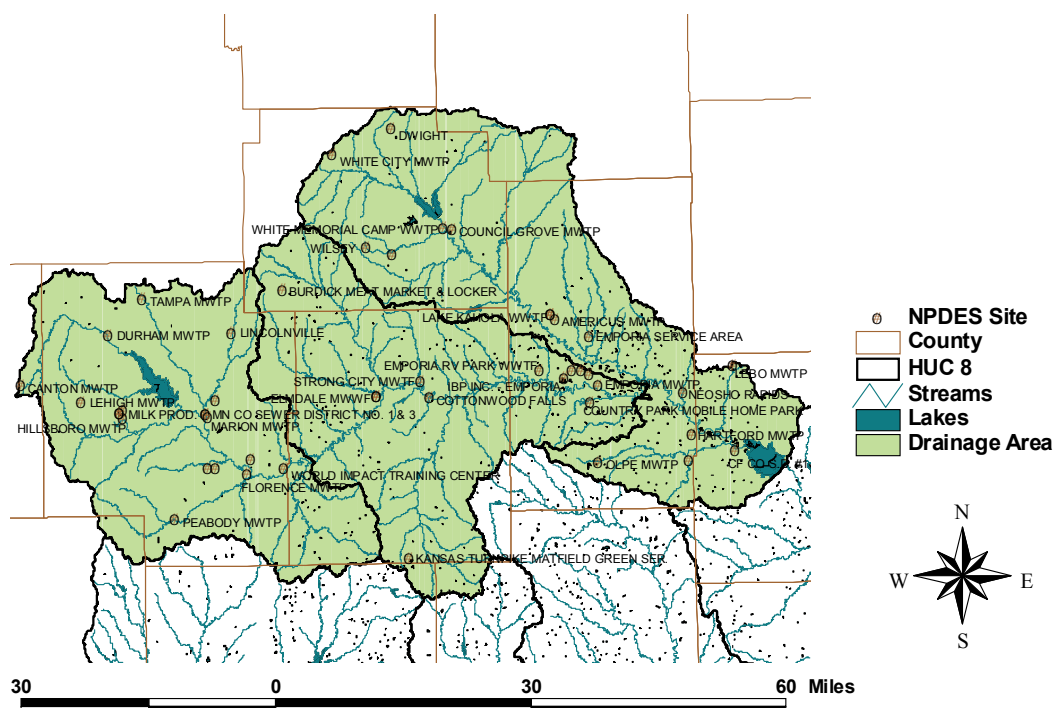 DWIGHT
WHITE CITY MWTP
WHITE MEMORIAL CAMP WWTP
COUNCIL GROVE MWTP
WILSEY
BURDICK MEAT MARKET & LOCKER
TAMPA MWTP
LAKE KAHOLA WWTP
AMERICUS MWTP
DURHAM MWTP
LINCOLNVILLE
EMPORIA SERVICE AREA
EMPORIA RV PARK WWTF
STRONG CITY MWTF
IBP INC. - EMPORIA
EMPORIA MWTP
LEBO MWTP
CANTON MWTP
ELMDALE MWWF
COTTONWOOD FALLS
NEOSHO RAPIDS
LEHIGH MWTP
MILK PROD.
MN CO SEWER DISTRICT NO. 1 & 3
COUNTRY PARK MOBILE HOME PARK
HILLSBORO MWTP
MARION MWTP
HARTFORD MWTP
OLPE MWTP
CF CO S.D. #1
WORLD IMPACT TRAINING CENTER
FLORENCE MWTP
PEABODY MWTP
KANSAS TURNPIKE MATFIELD GREEN SER.
NPDES Site
County
HUC 8
Streams
Lakes
Drainage Area
N
W
E
S
30 0 30 60 Miles